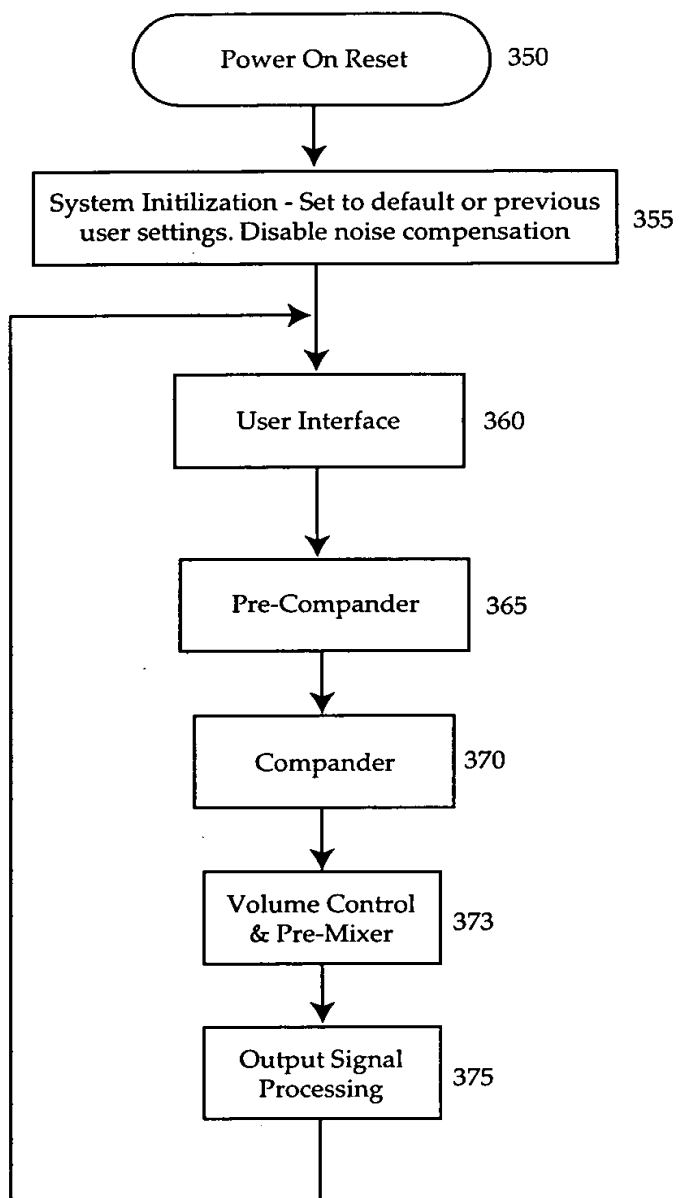 Power On Reset
350
System Initilization - Set to default or previous
user settings. Disable noise compensation
355
User Interface
360
Pre-Compander
365
Compander
370
Volume Control
& Pre-Mixer
373
Output Signal
Processing
375